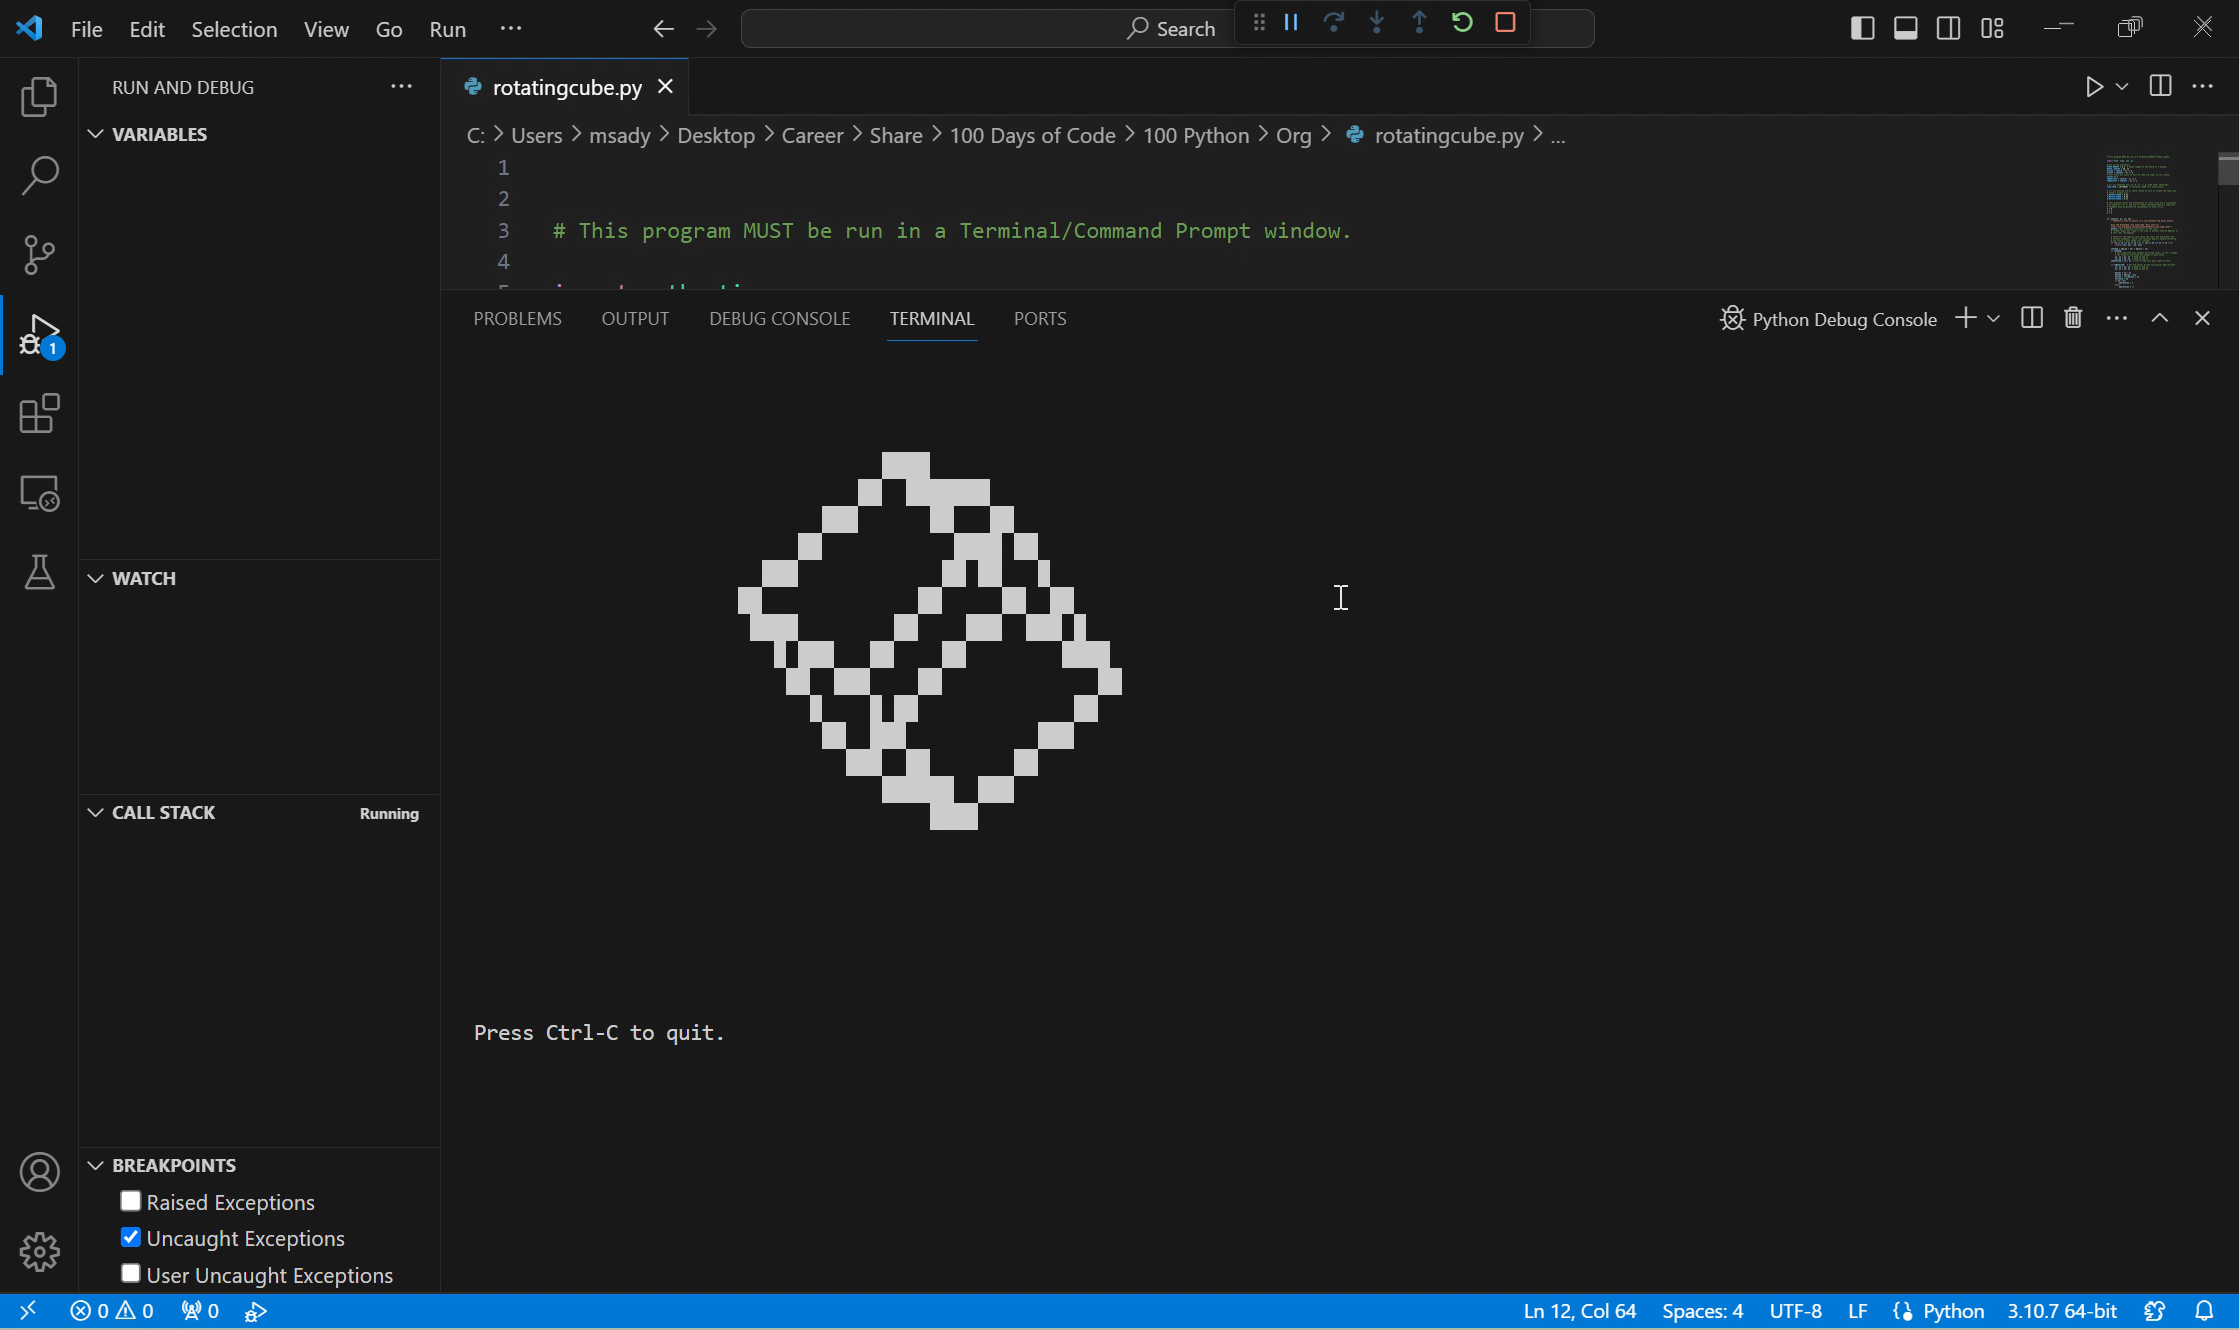 File Edit Selection View Go Run ··· Search
RUN AND DEBUG ···
rotatingcube.py
VARIABLES
C: > Users > msady > Desktop > Career > Share > 100 Days of Code > 100 Python > Org > rotatingcube.py > ...
1
2
3 # This program MUST be run in a Terminal/Command Prompt window.
4
PROBLEMS OUTPUT DEBUG CONSOLE TERMINAL PORTS Python Debug Console
1
WATCH
CALL STACK Running
Press Ctrl-C to quit.
BREAKPOINTS
Raised Exceptions
Uncaught Exceptions
User Uncaught Exceptions
0 0 0 Ln 12, Col 64 Spaces: 4 UTF-8 LF Python 3.10.7 64-bit